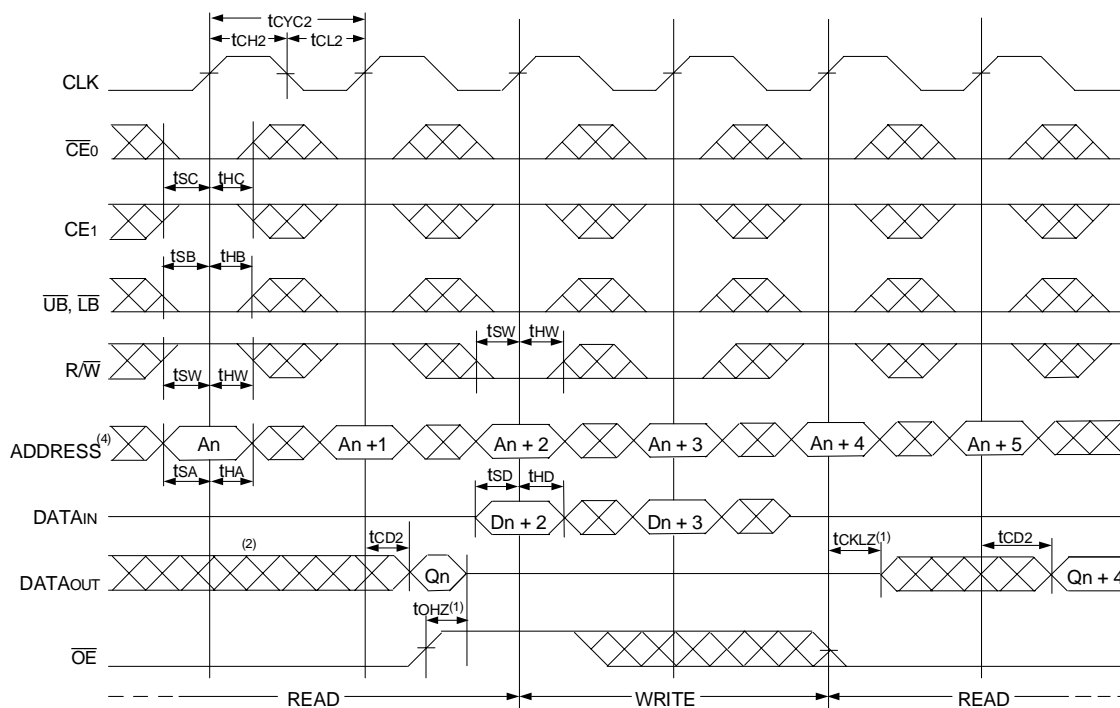 tCYC2
tCH2 tCL2
CLK
CE0
tSC tHC
CE1
tSB tHB
UB, LB
tSW tHW
R/W
tSW tHW
ADDRESS(4) An An +1 An + 2 An + 3 An + 4 An + 5
tSA tHA
tSD tHD
DATAIN Dn + 2 Dn + 3
tCD2 tCKLZ(1) tCD2
(2)
DATAOUT Qn Qn + 4
tOHZ(1)
OE
READ WRITE READ